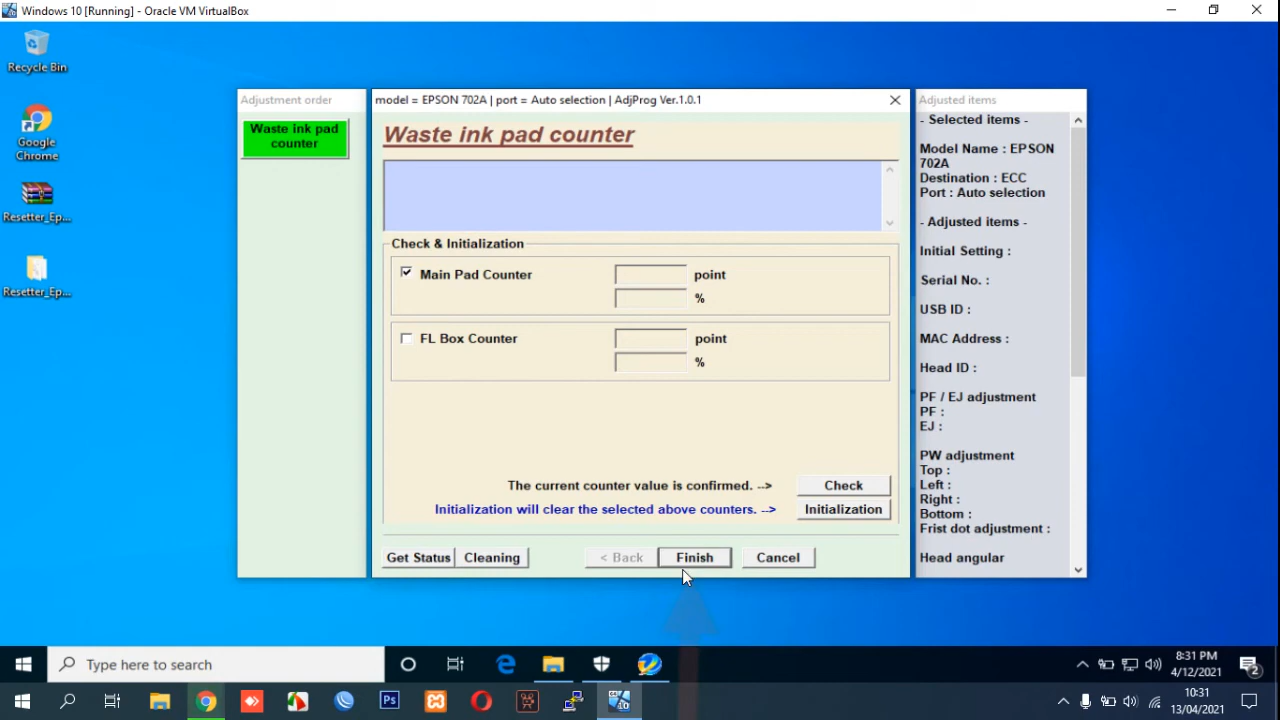 Windows 10 [Running] - Oracle VM VirtualBox
Recycle Bin
Google
Chrome
Resetter_Ep...
Resetter_Ep...
Adjustment order
Waste ink pad
counter
model = EPSON 702A | port = Auto selection | AdjProg Ver.1.0.1
Waste ink pad counter
Check & Initialization
Main Pad Counter
point
%
FL Box Counter
point
%
The current counter value is confirmed. -->
Check
Initialization will clear the selected above counters. -->
Initialization
Get Status
Cleaning
< Back
Finish
Cancel
Adjusted items
- Selected items -
Model Name : EPSON
702A
Destination : ECC
Port : Auto selection
- Adjusted items -
Initial Setting :
Serial No. :
USB ID :
MAC Address :
Head ID :
PF / EJ adjustment
PF :
EJ :
PW adjustment
Top :
Left :
Right :
Bottom :
Frist dot adjustment :
Head angular
Type here to search
8:31 PM
4/12/2021
2
Ps
10
10:31
13/04/2021